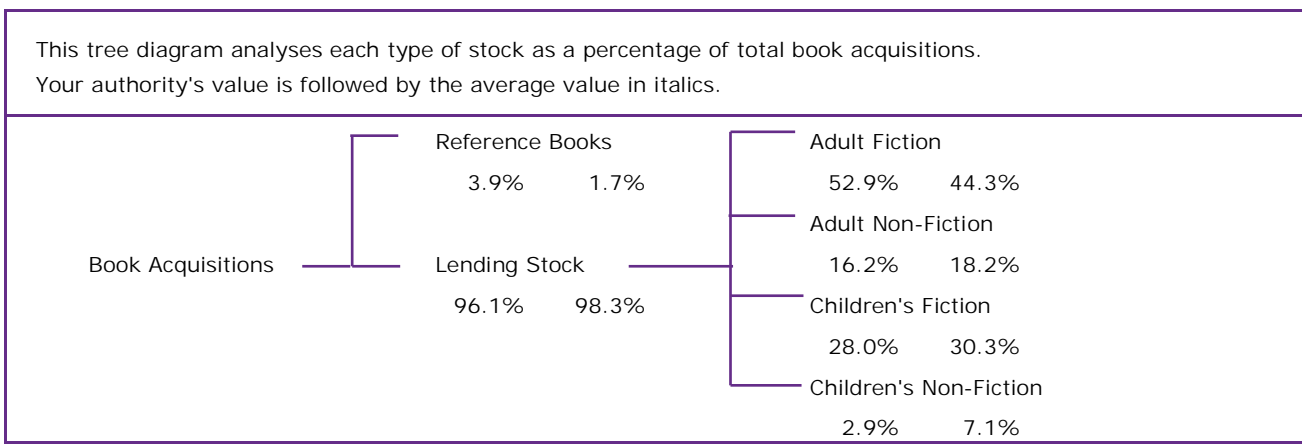 This tree diagram analyses each type of stock as a percentage of total book acquisitions.
Your authority's value is followed by the average value in italics.
Reference Books
3.9% 1.7%
Book Acquisitions
Lending Stock
96.1% 98.3%
Adult Fiction
52.9% 44.3%
Adult Non-Fiction
16.2% 18.2%
Children's Fiction
28.0% 30.3%
Children's Non-Fiction
2.9% 7.1%